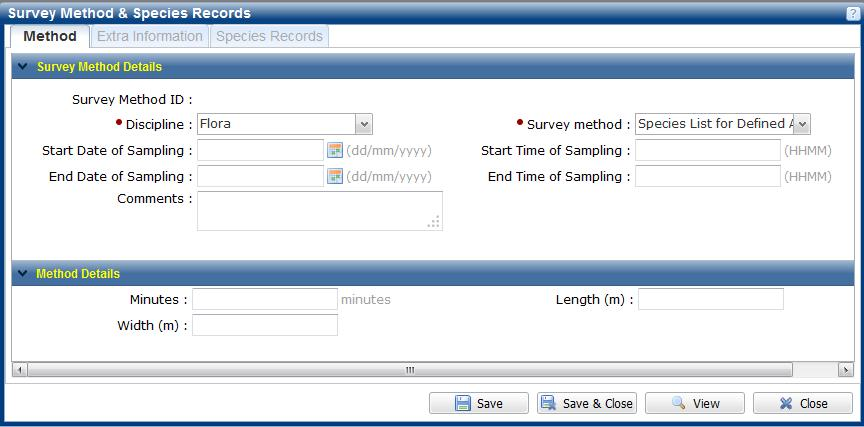 Survey Method & Species Records ?
Method Extra Information Species Records
Survey Method Details
Survey Method ID :
Discipline : Flora Survey method : Species List for Defined A
Start Date of Sampling : (dd/mm/yyyy) Start Time of Sampling : (HHMM)
End Date of Sampling : (dd/mm/yyyy) End Time of Sampling : (HHMM)
Comments :
Method Details
Minutes : minutes Length (m) :
Width (m) :
Save Save & Close View Close